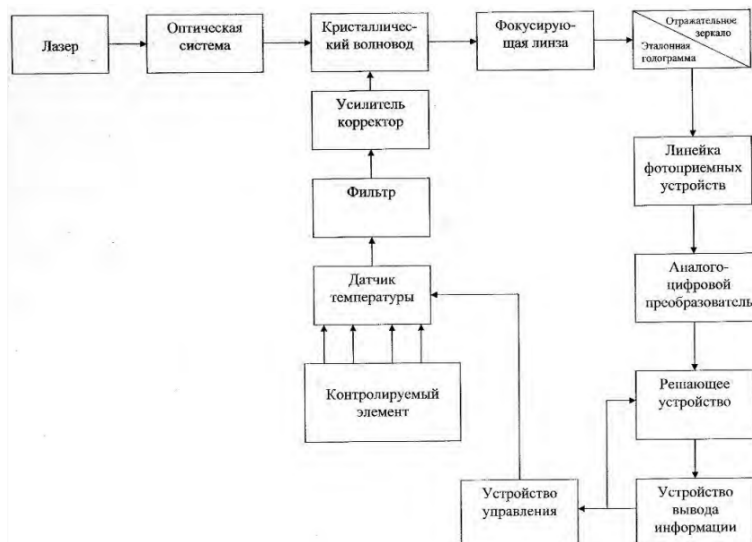 Лазер
Оптическая
система
Кристалличес-
кий волновод
Фокусирую-
щая линза
Отражательное
зеркало
Эталонная
голограмма
Усилитель
корректор
Линейка
фотоприемных
устройств
Фильтр
Аналого-
цифровой
преобразователь
Датчик
температуры
Контролируемый
элемент
Решающее
устройство
Устройство
управления
Устройство
вывода
информации